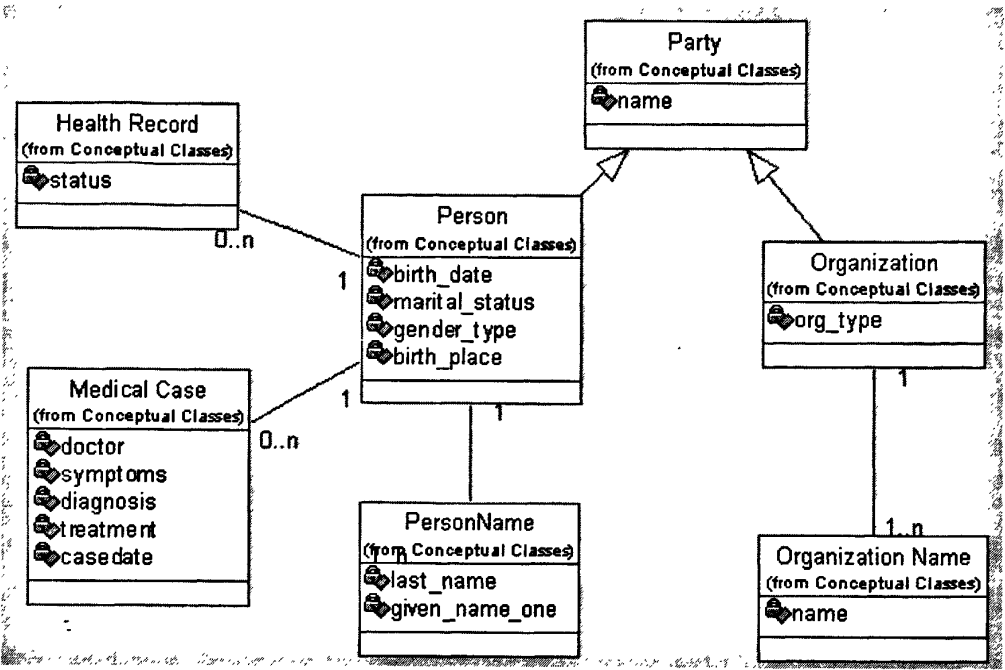 Party
(from Conceptual Classes)
name
Health Record
(from Conceptual Classes)
status
0..n
1
Person
(from Conceptual Classes)
birth_date
marital_status
gender_type
birth_place
1
1
Organization
(from Conceptual Classes)
org_type
1
Medical Case
(from Conceptual Classes)
doctor
symptoms
diagnosis
treatment
casedate
0..n
PersonName
(from Conceptual Classes)
last_name
given_name_one
1..n
Organization Name
(from Conceptual Classes)
name